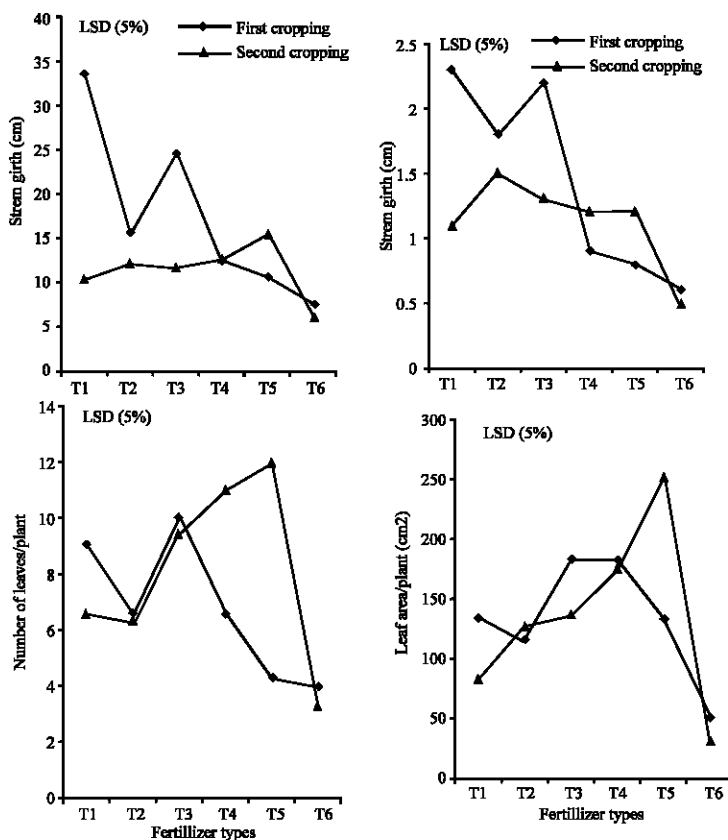 LSD (5%)
First cropping
Second cropping
Strem girth (cm)
40
35
30
25
20
15
10
5
0
T1 T2 T3 T4 T5 T6
LSD (5%)
First cropping
Second cropping
Strem girth (cm)
2.5
2
1.5
1
0.5
0
T1 T2 T3 T4 T5 T6
LSD (5%)
Number of leaves/plant
14
12
10
8
6
4
2
0
T1 T2 T3 T4 T5 T6
Fertillizer types
LSD (5%)
Leaf area/plant (cm2)
300
250
200
150
100
50
0
T1 T2 T3 T4 T5 T6
Fertillizer types